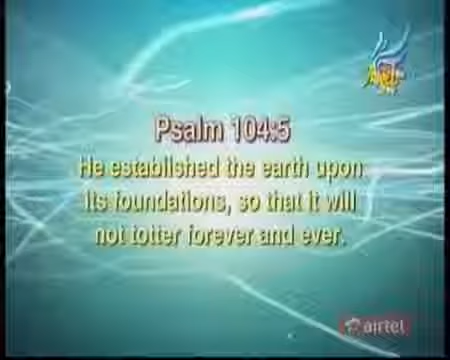 Psalm 104:5
He established the earth upon
its foundations, so that it will
not totter forever and ever.
airtel